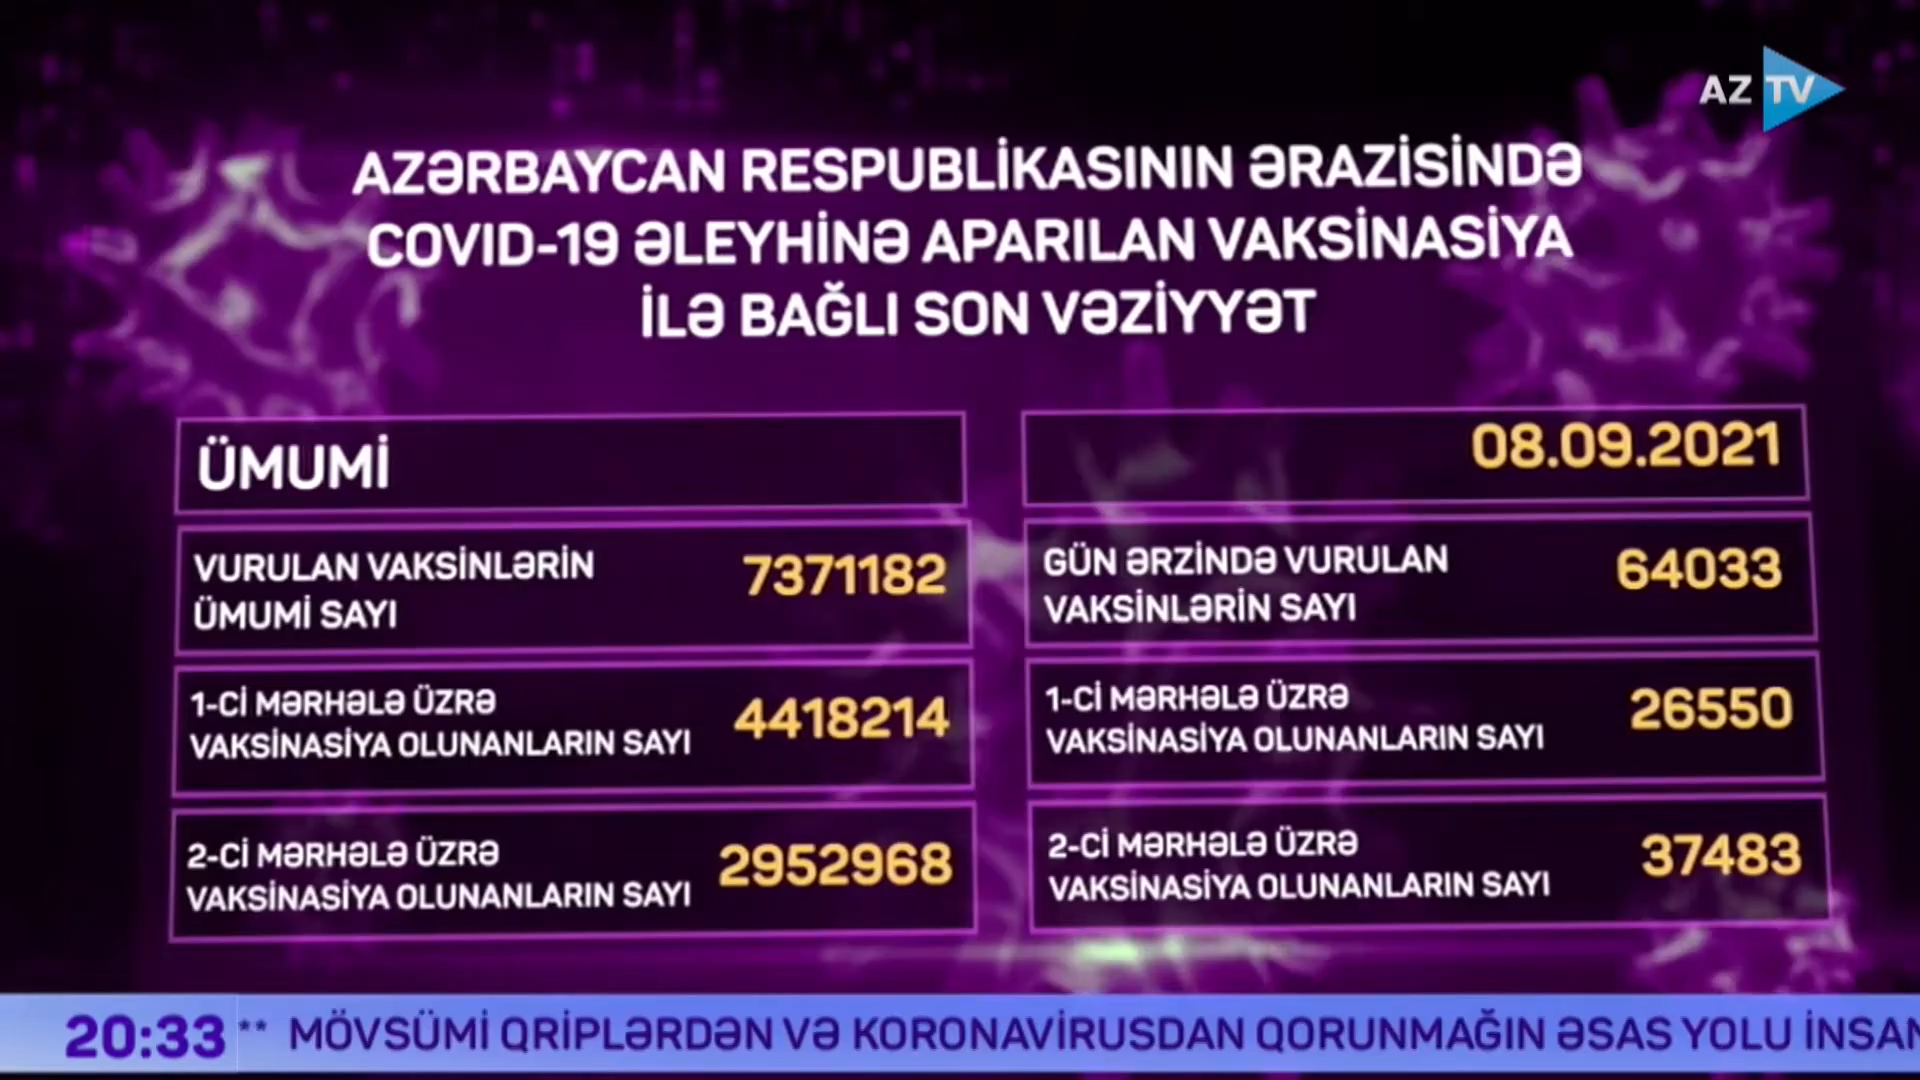 AZ TV
AZƏRBAYCAN RESPUBLİKASININ ƏRAZİSİNDƏ
COVID-19 ƏLEYHİNƏ APARILAN VAKSİNASİYA
İLƏ BAĞLI SON VƏZİYYƏT
ÜMUMİ
VURULAN VAKSİNLƏRİN
ÜMUMİ SAYI
7371182
1-Cİ MƏRHƏLƏ ÜZRƏ
VAKSİNASİYA OLUNANLARIN SAYI
4418214
2-Cİ MƏRHƏLƏ ÜZRƏ
VAKSİNASİYA OLUNANLARIN SAYI
2952968
08.09.2021
GÜN ƏRZİNDƏ VURULAN
VAKSİNLƏRİN SAYI
64033
1-Cİ MƏRHƏLƏ ÜZRƏ
VAKSİNASİYA OLUNANLARIN SAYI
26550
2-Cİ MƏRHƏLƏ ÜZRƏ
VAKSİNASİYA OLUNANLARIN SAYI
37483
20:33 ** MÖVSÜMİ QRİPLƏRDƏN VƏ KORONAVİRUSDAN QORUNMAĞIN ƏSAS YOLU İNSAN